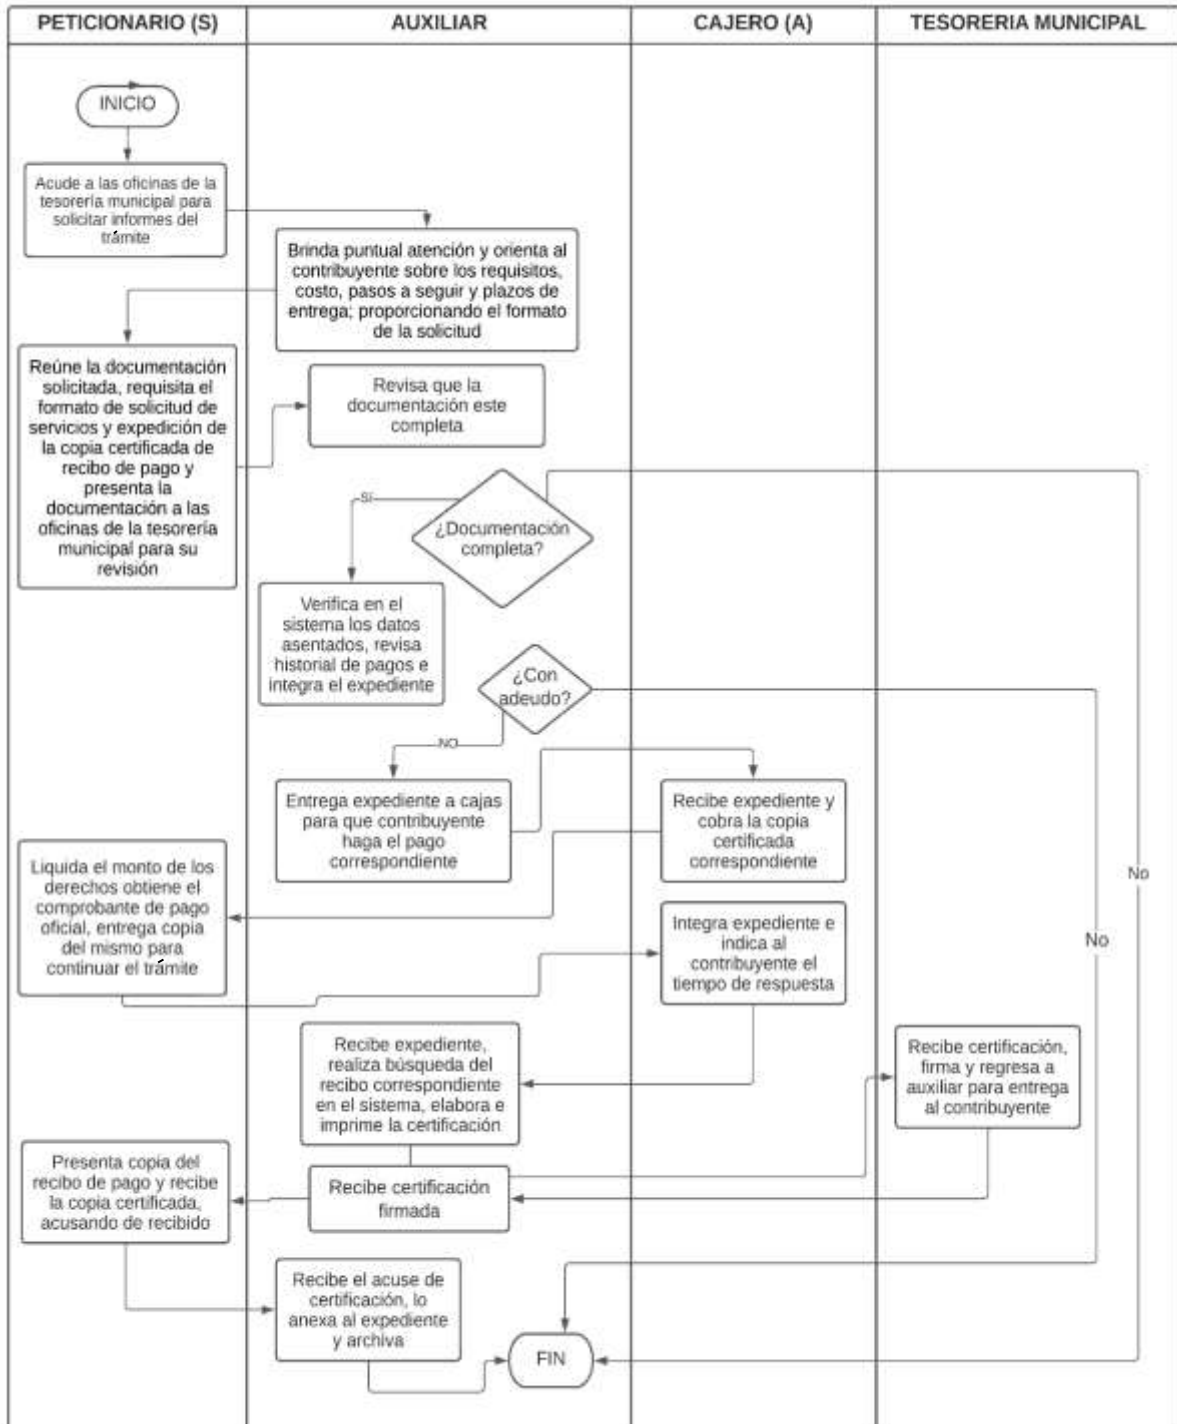 PETICIONARIO (S)
AUXILIAR
CAJERO (A)
TESORERIA MUNICIPAL
INICIO
Acude a las oficinas de la
tesorería municipal para
solicitar informes del
trámite
Brinda puntual atención y orienta al
contribuyente sobre los requisitos,
costo, pasos a seguir y plazos de
entrega; proporcionando el formato
de la solicitud
Reúne la documentación
solicitada, requisita el
formato de solicitud de
servicios y expedición de
la copia certificada de
recibo de pago y
presenta la
documentación a las
oficinas de la tesorería
municipal para su
revisión
Revisa que la
documentación este
completa
¿Documentación
completa?
SI
Verifica en el
sistema los datos
asentados, revisa
historial de pagos e
integra el expediente
¿Con
adeudo?
NO
Entrega expediente a cajas
para que contribuyente
haga el pago
correspondiente
Recibe expediente y
cobra la copia
certificada
correspondiente
Liquida el monto de los
derechos obtiene el
comprobante de pago
oficial, entrega copia
del mismo para
continuar el trámite
Integra expediente e
indica al
contribuyente el
tiempo de respuesta
No
No
Recibe expediente,
realiza búsqueda del
recibo correspondiente
en el sistema, elabora e
imprime la certificación
Recibe certificación,
firma y regresa a
auxiliar para entrega
al contribuyente
Presenta copia del
recibo de pago y recibe
la copia certificada,
acusando de recibido
Recibe certificación
firmada
Recibe el acuse de
certificación, lo
anexa al expediente
y archiva
FIN